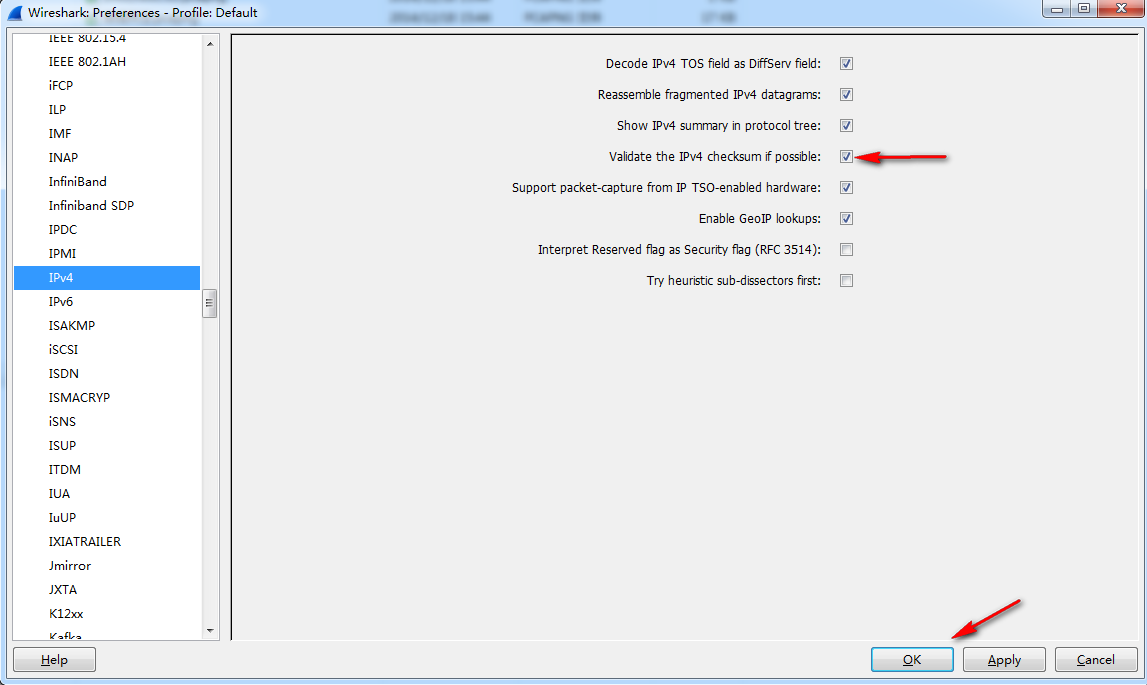 Wireshark: Preferences - Profile: Default
IEEE 802.15.4
IEEE 802.1AH
iFCP
ILP
IMF
INAP
InfiniBand
Infiniband SDP
IPDC
IPMI
IPv4
IPv6
ISAKMP
iSCSI
ISDN
ISMACRYP
iSNS
ISUP
ITDM
IUA
IuUP
IXIATRAILER
Jmirror
JXTA
K12xx
Kafka
Decode IPv4 TOS field as DiffServ field:
Reassemble fragmented IPv4 datagrams:
Show IPv4 summary in protocol tree:
Validate the IPv4 checksum if possible:
Support packet-capture from IP TSO-enabled hardware:
Enable GeoIP lookups:
Interpret Reserved flag as Security flag (RFC 3514):
Try heuristic sub-dissectors first:
Help
OK
Apply
Cancel